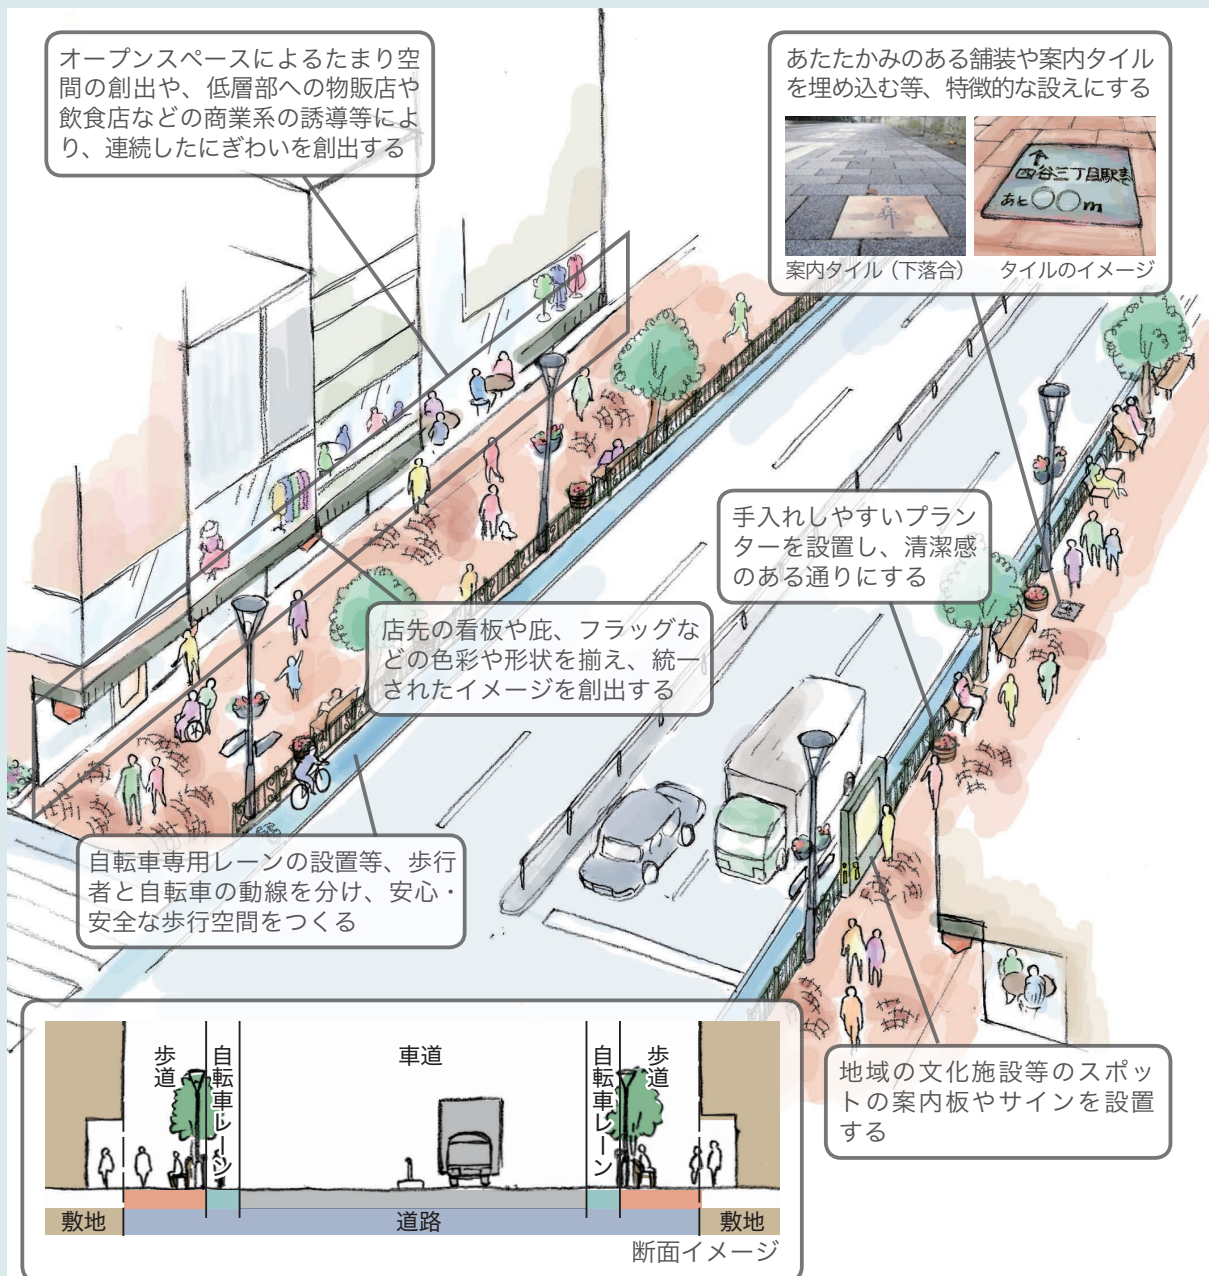 オープンスペースによるたまり空
間の創出や、低層部への物販店や
飲食店などの商業系の誘導等によ
り、連続したにぎわいを創出する
あたたかみのある舗装や案内タイル
を埋め込む等、特徴的な設えにする
四谷三丁目駅まで
あと○○m
案内タイル（下落合）
タイルのイメージ
手入れしやすいプラン
ターを設置し、清潔感
のある通りにする
店先の看板や庇、フラッグな
どの色彩や形状を揃え、統一
されたイメージを創出する
自転車専用レーンの設置等、歩行
者と自転車の動線を分け、安心・
安全な歩行空間をつくる
地域の文化施設等のスポッ
トの案内板やサインを設置
する
歩道
自転車レーン
車道
自転車レーン
歩道
敷地
道路
敷地
断面イメージ